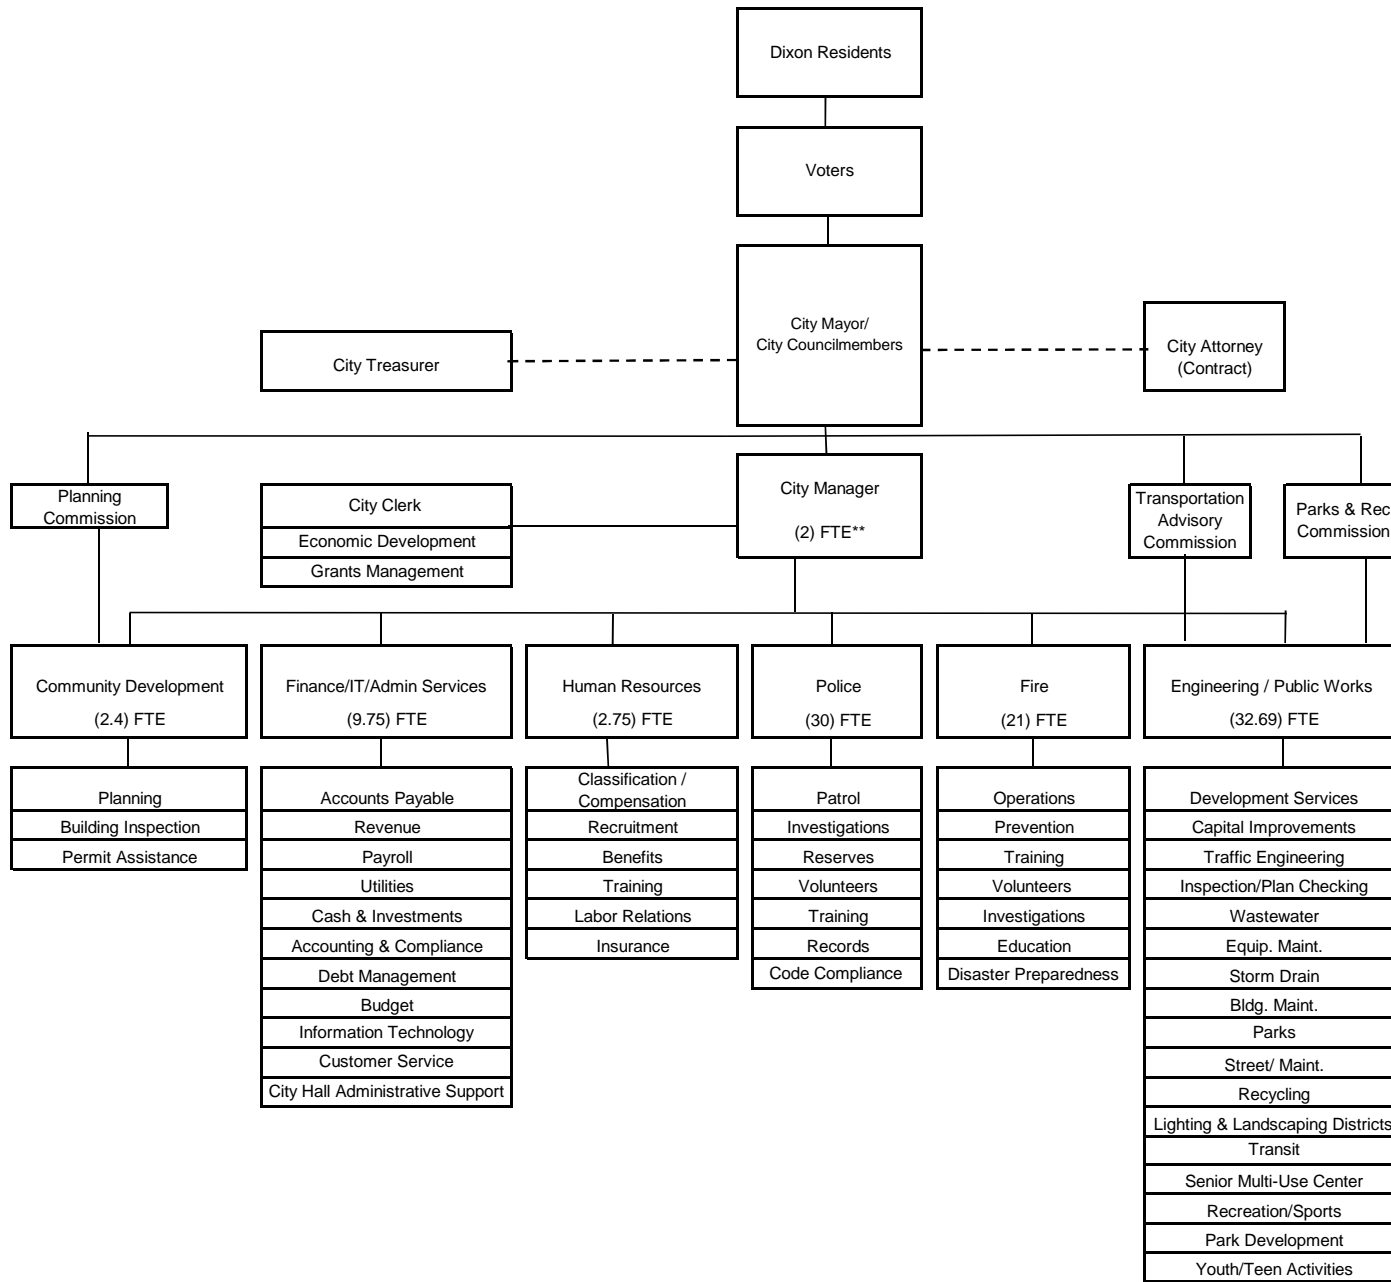 Dixon Residents
Voters
City Mayor/
City Councilmembers
City Treasurer
City Attorney
(Contract)
Planning
Commission
City Clerk
Economic Development
Grants Management
City Manager
(2) FTE**
Transportation
Advisory
Commission
Parks & Rec
Commission
Community Development
(2.4) FTE
Finance/IT/Admin Services
(9.75) FTE
Human Resources
(2.75) FTE
Police
(30) FTE
Fire
(21) FTE
Engineering / Public Works
(32.69) FTE
Planning
Building Inspection
Permit Assistance
Accounts Payable
Revenue
Payroll
Utilities
Cash & Investments
Accounting & Compliance
Debt Management
Budget
Information Technology
Customer Service
City Hall Administrative Support
Classification /
Compensation
Recruitment
Benefits
Training
Labor Relations
Insurance
Patrol
Investigations
Reserves
Volunteers
Training
Records
Code Compliance
Operations
Prevention
Training
Volunteers
Investigations
Education
Disaster Preparedness
Development Services
Capital Improvements
Traffic Engineering
Inspection/Plan Checking
Wastewater
Equip. Maint.
Storm Drain
Bldg. Maint.
Parks
Street/ Maint.
Recycling
Lighting & Landscaping Districts
Transit
Senior Multi-Use Center
Recreation/Sports
Park Development
Youth/Teen Activities